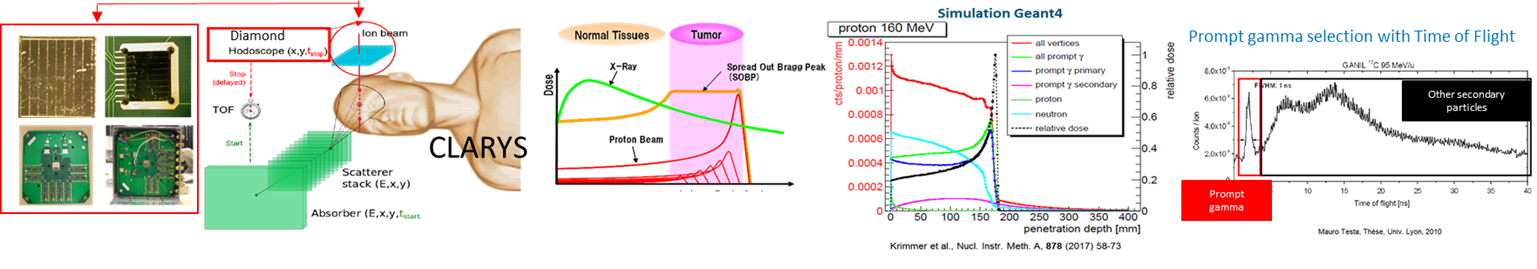 Diamond
Hodoscope (x,y,tstop)
Ion beam
Stop
(delayed)
TOF
Start
CLARYS
Scatterer
stack (E,x,y)
Absorber (E,x,y,tstart
Normal Tissues
Tumor
X-Ray
Spread Out Bragg Peak
(SOBP)
Dose
Proton Beam
Simulation Geant4
proton 160 MeV
cts/proton/mm
0.0014
0.0012
0.001
0.0008
0.0006
0.0004
0.0002
0
all vertices
all prompt γ
prompt γ primary
prompt γ secondary
proton
neutron
relative dose
1
0.8
0.6
0.4
0.2
0
relative dose
0 50 100 150 200 250 300 350 400
penetration depth [mm]
Krimmer et al., Nucl. Instr. Meth. A, 878 (2017) 58-73
Prompt gamma selection with Time of Flight
GANIL ¹²C 95 MeV/u
Counts / ion
FWHM: 1 ns
Other secondary
particles
Prompt
gamma
10 15 20 25 30 35 40
Time of flight [ns]
Mauro Testa, Thèse, Univ. Lyon, 2010